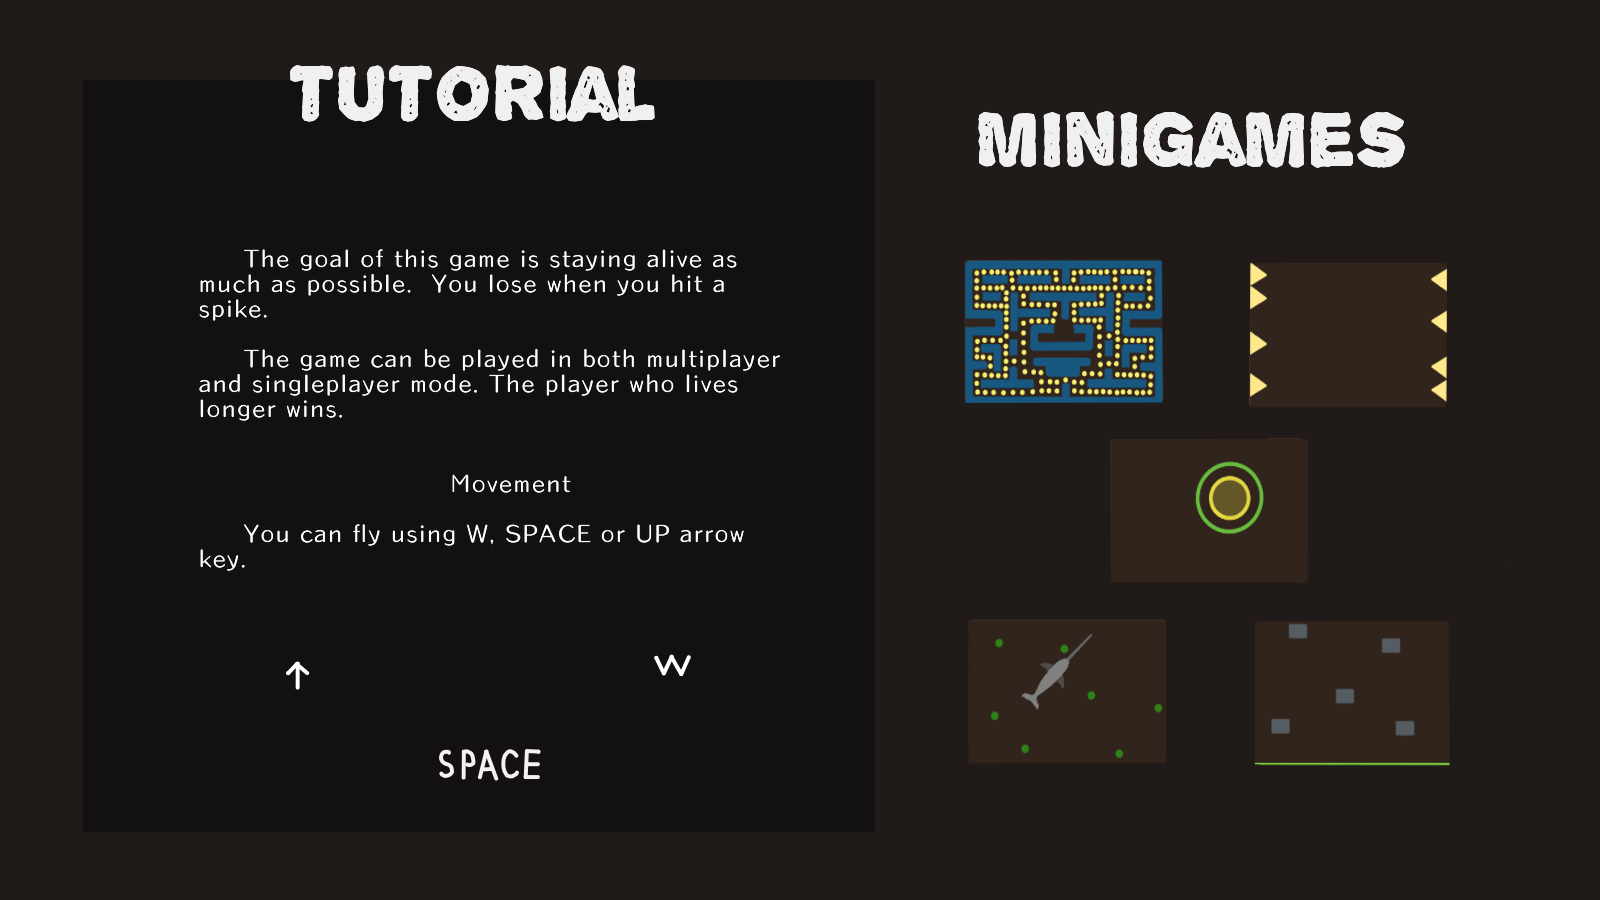 TUTORIAL
The goal of this game is staying alive as
much as possible. You lose when you hit a
spike.
The game can be played in both multiplayer
and singleplayer mode. The player who lives
longer wins.
Movement
You can fly using W, SPACE or UP arrow
key.
↑
W
SPACE
MINIGAMES